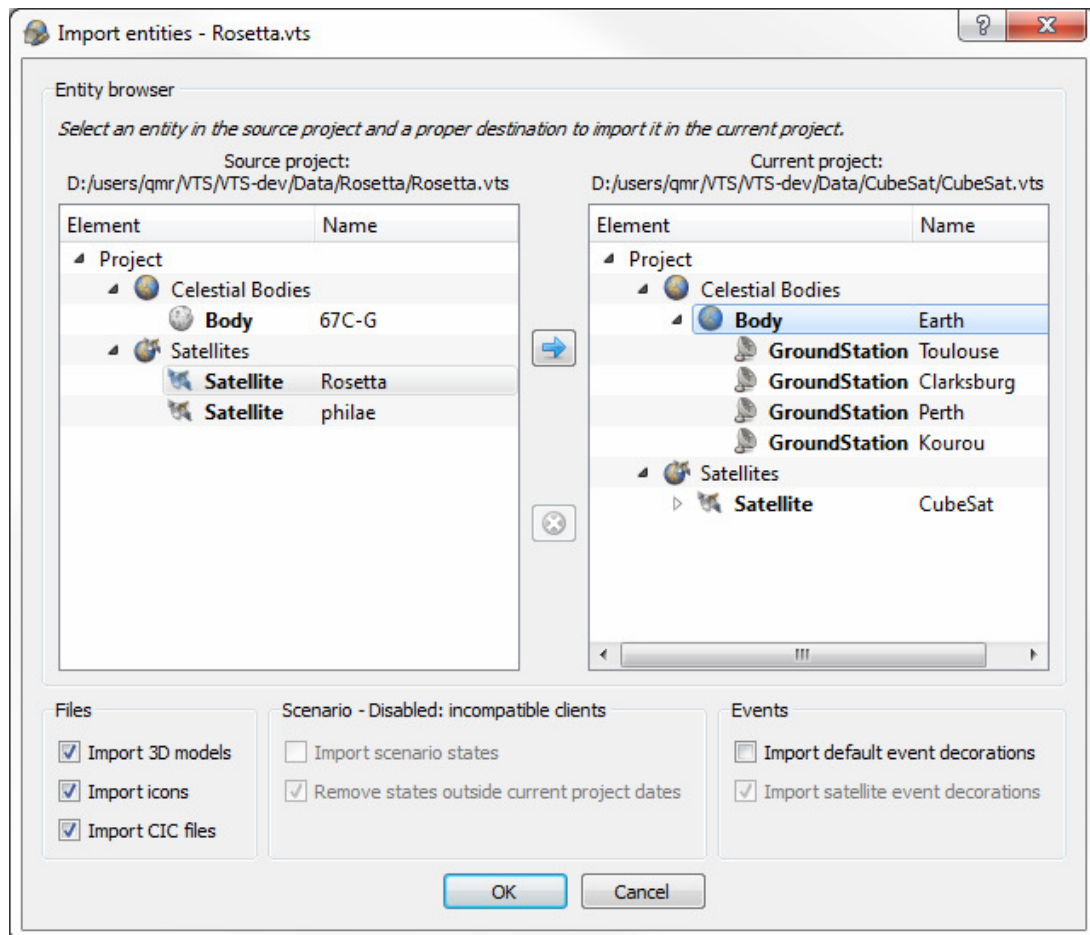 Import entities - Rosetta.vts
Entity browser
Select an entity in the source project and a proper destination to import it in the current project.
Source project:
D:/users/qmr/VTS/VTS-dev/Data/Rosetta/Rosetta.vts
Element Name
Project
Celestial Bodies
Body 67C-G
Satellites
Satellite Rosetta
Satellite philae
Current project:
D:/users/qmr/VTS/VTS-dev/Data/CubeSat/CubeSat.vts
Element Name
Project
Celestial Bodies
Body Earth
GroundStation Toulouse
GroundStation Clarksburg
GroundStation Perth
GroundStation Kourou
Satellites
Satellite CubeSat
Files
Import 3D models
Import icons
Import CIC files
Scenario - Disabled: incompatible clients
Import scenario states
Remove states outside current project dates
Events
Import default event decorations
Import satellite event decorations
OK
Cancel